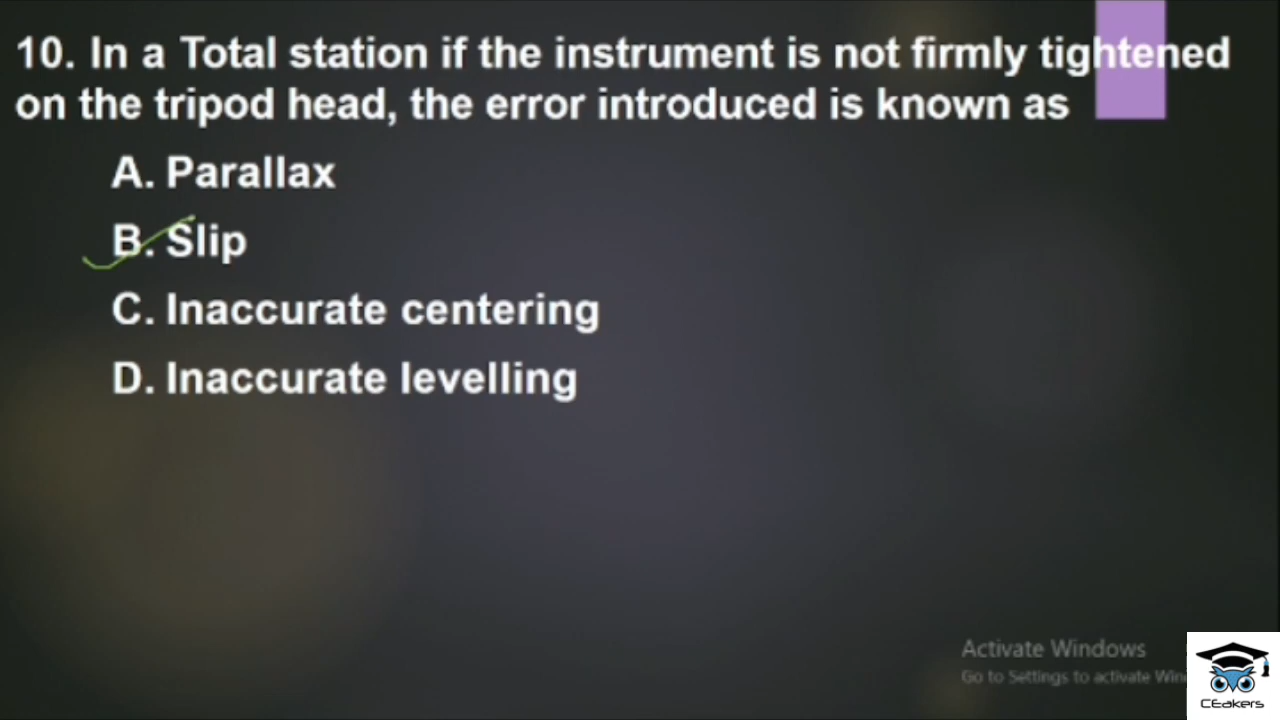 10. In a Total station if the instrument is not firmly tightened
on the tripod head, the error introduced is known as
A. Parallax
B. Slip
C. Inaccurate centering
D. Inaccurate levelling
Activate Windows
Go to Settings to activate Win
CEakers